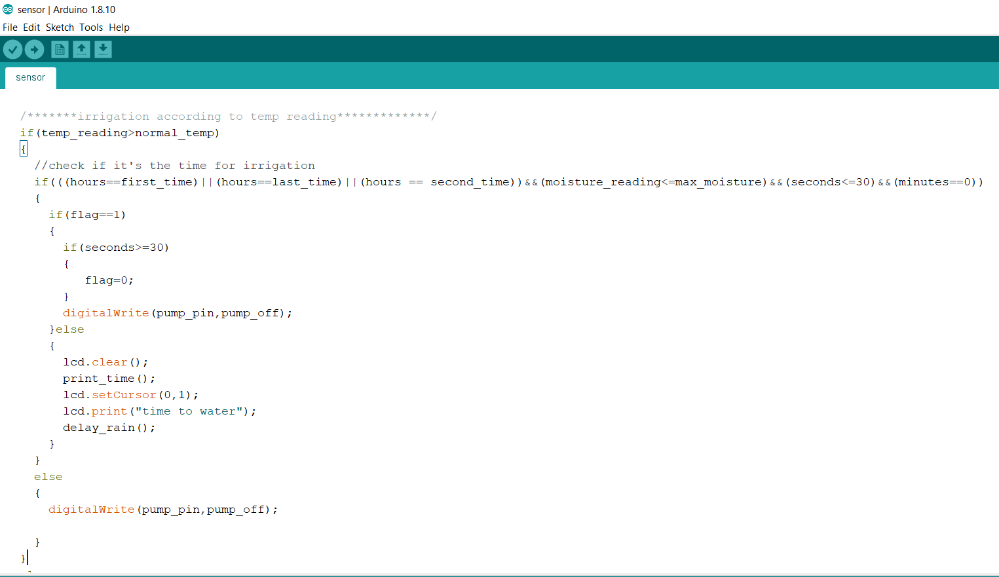 sensor | Arduino 1.8.10
File Edit Sketch Tools Help
sensor
/*******irrigation according to temp reading*************/
if(temp_reading>normal_temp)
{
//check if it's the time for irrigation
if(((hours==first_time)||(hours==last_time)||(hours == second_time))&&(moisture_reading<=max_moisture)&&(seconds<=30)&&(minutes==0))
{
if(flag==1)
{
if(seconds>=30)
{
flag=0;
}
digitalWrite(pump_pin,pump_off);
}else
{
lcd.clear();
print_time();
lcd.setCursor(0,1);
lcd.print("time to water");
delay_rain();
}
}
else
{
digitalWrite(pump_pin,pump_off);
}
}